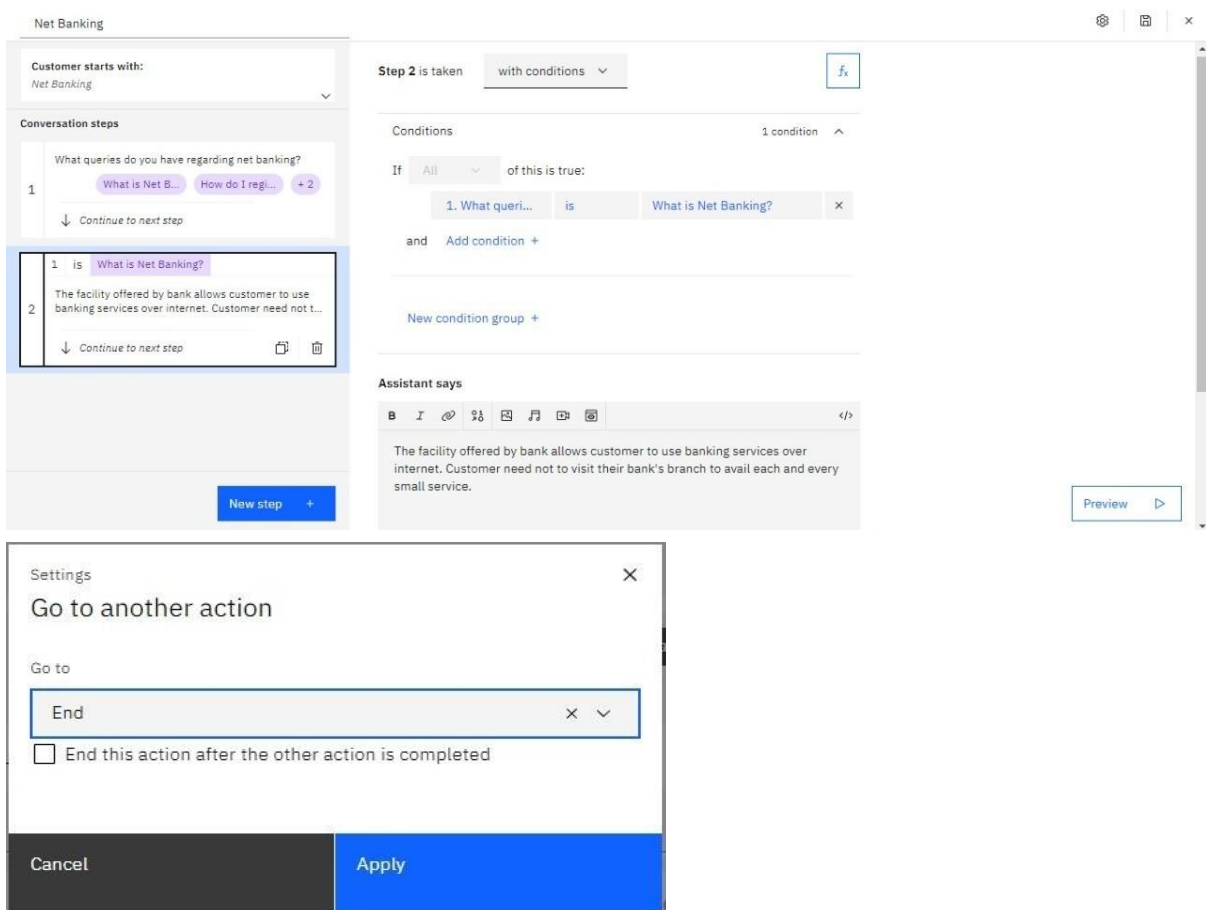 Net Banking
Customer starts with:
Net Banking
Conversation steps
1
What queries do you have regarding net banking?
What is Net B...
How do I regi...
+ 2
Continue to next step
2
1 is What is Net Banking?
The facility offered by bank allows customer to use
banking services over internet. Customer need not t...
Continue to next step
New step +
Step 2 is taken with conditions
fx
Conditions
1 condition
If All of this is true:
1. What queri... is What is Net Banking? ×
and Add condition +
New condition group +
Assistant says
B I </>
The facility offered by bank allows customer to use banking services over
internet. Customer need not to visit their bank's branch to avail each and every
small service.
Preview
Settings
Go to another action
Go to
End
End this action after the other action is completed
Cancel
Apply